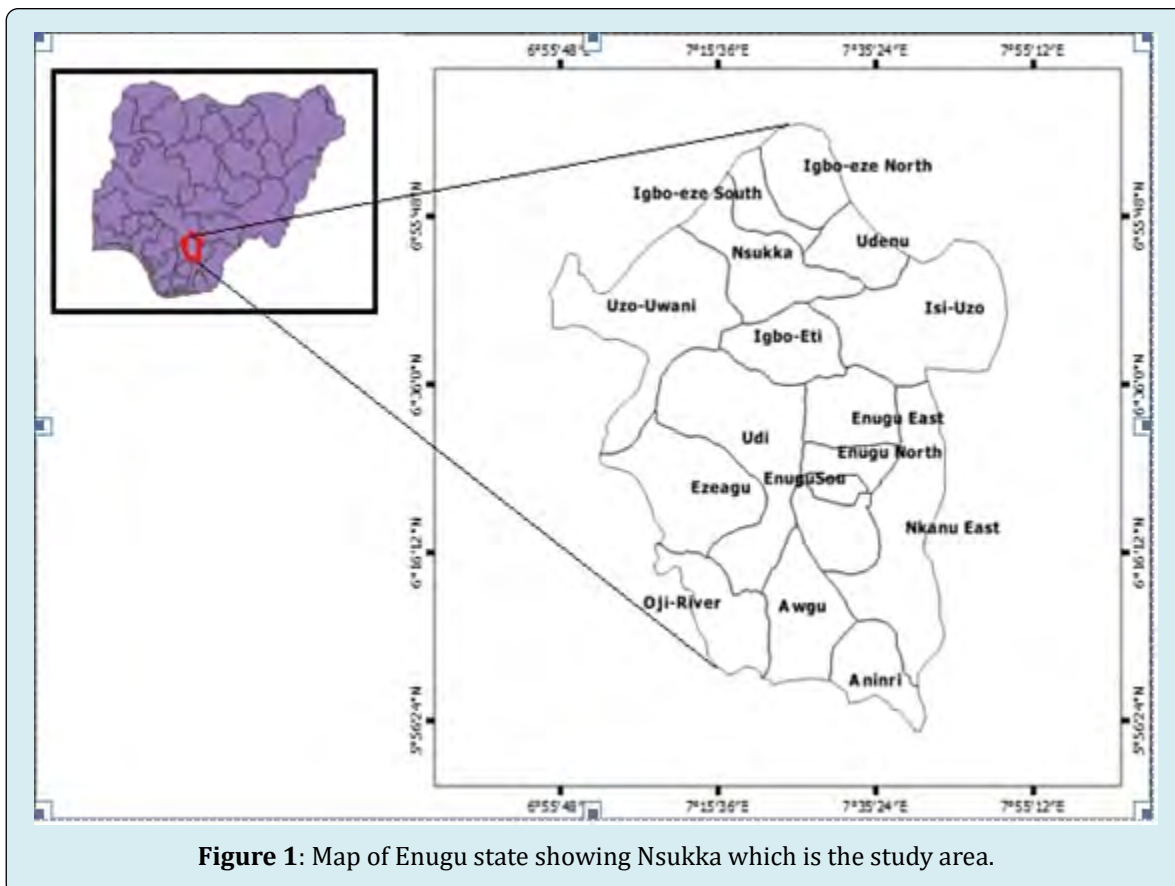 6°55'48"E 7°15'36"E 7°35'24"E 7°55'12"E
Igbo-eze North
Igbo-eze South
6°55'48"N 6°55'48"N
Udenu
Nsukka
Uzo-Uwani
Isi-Uzo
Igbo-Eti
6°36'0"N 6°36'0"N
Enugu East
Udi
Enugu North
EnuguSou
Ezeagu
Nkanu East
6°16'12"N 6°16'12"N
Oji-River
Awgu
Aninri
5°56'24"N 5°56'24"N
6°55'48"E 7°15'36"E 7°35'24"E 7°55'12"E
Figure 1: Map of Enugu state showing Nsukka which is the study area.